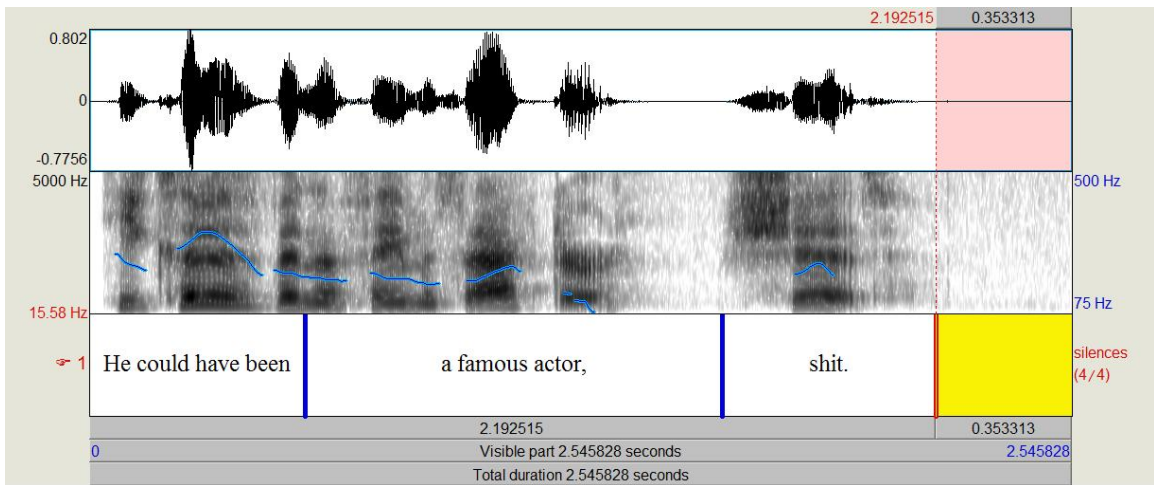 2.192515 0.353313
0.802
0
-0.7756
5000 Hz 500 Hz
15.58 Hz 75 Hz
☞ 1 He could have been a famous actor, shit. silences
(4/4)
2.192515 0.353313
0 Visible part 2.545828 seconds 2.545828
Total duration 2.545828 seconds